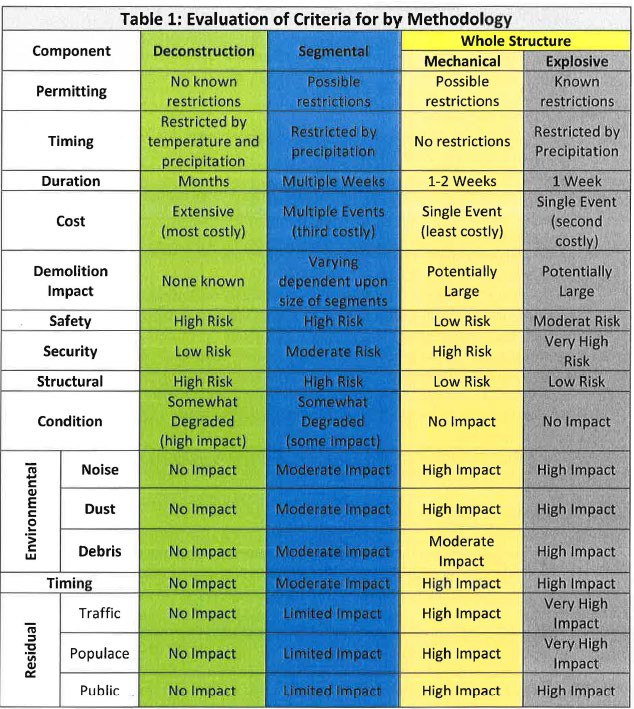 Table 1: Evaluation of Criteria for by Methodology
Component Deconstruction Segmental Whole Structure
Mechanical Explosive
Permitting No known restrictions Possible restrictions Possible restrictions Known restrictions
Timing Restricted by temperature and precipitation Restricted by precipitation No restrictions Restricted by Precipitation
Duration Months Multiple Weeks 1-2 Weeks 1 Week
Cost Extensive (most costly) Multiple Events (third costly) Single Event (least costly) Single Event (second costly)
Demolition Impact None known Varying dependent upon size of segments Potentially Large Potentially Large
Safety High Risk High Risk Low Risk Moderat Risk
Security Low Risk Moderate Risk High Risk Very High Risk
Structural High Risk High Risk Low Risk Low Risk
Condition Somewhat Degraded (high impact) Somewhat Degraded (some impact) No Impact No Impact
Environmental
Noise No Impact Moderate Impact High Impact High Impact
Dust No Impact Moderate Impact High Impact High Impact
Debris No Impact Moderate Impact Moderate Impact High Impact
Timing No Impact Moderate Impact High Impact High Impact
Residual
Traffic No Impact Limited Impact High Impact Very High Impact
Populace No Impact Limited Impact High Impact Very High Impact
Public No Impact Limited Impact High Impact High Impact